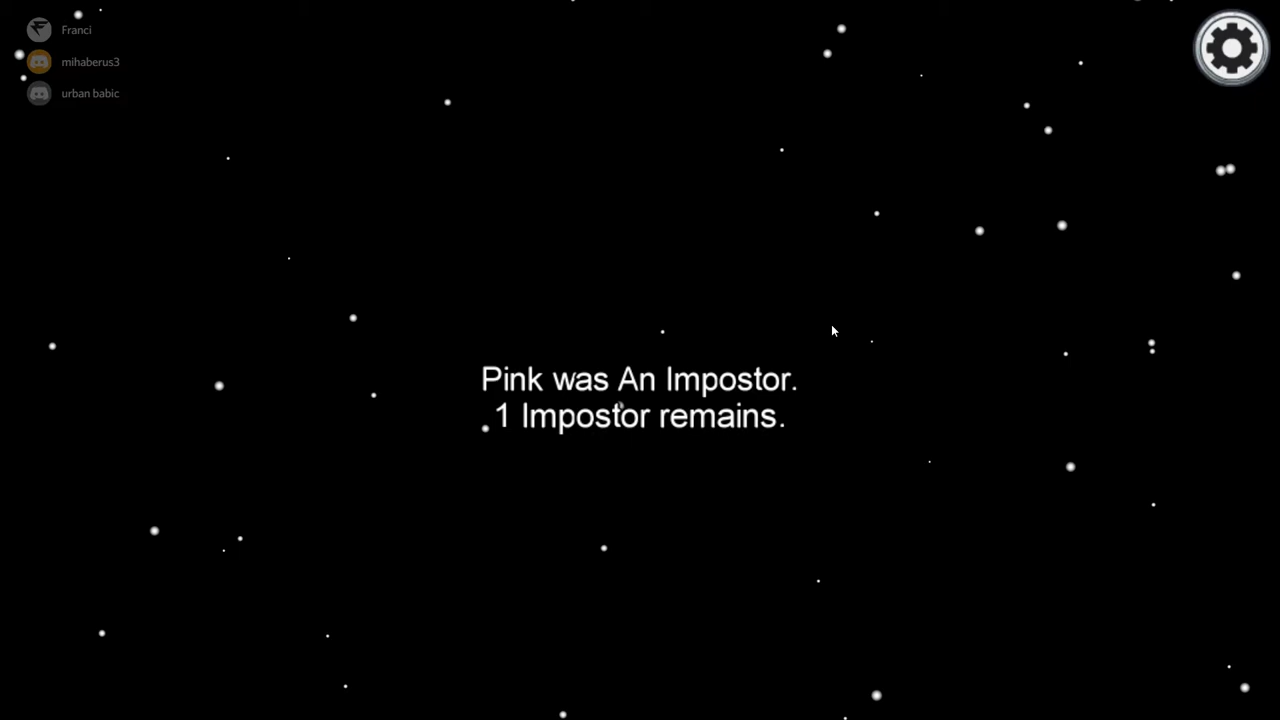 Franci
mihaberus3
urban babic
Pink was An Impostor.
1 Impostor remains.